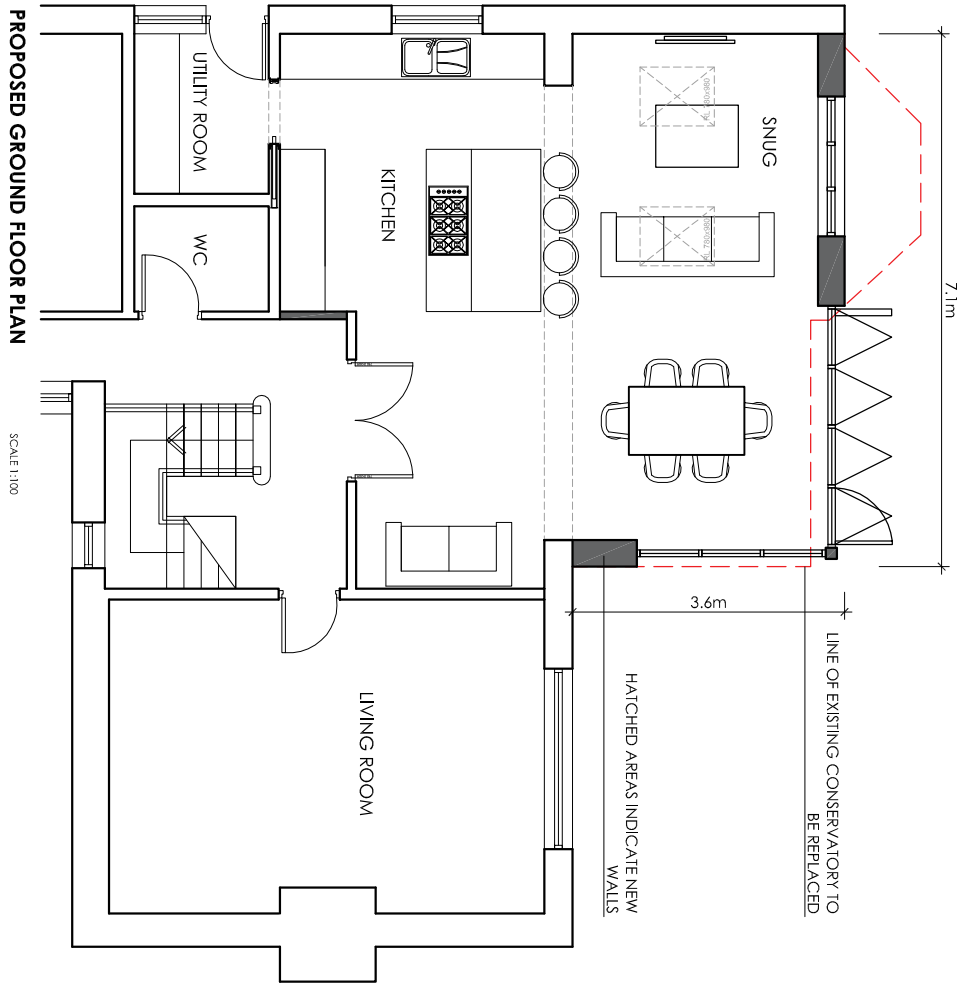 7.1m
LINE OF EXISTING CONSERVATORY TO
BE REPLACED
SNUG
3.6m
HATCHED AREAS INDICATE NEW
WALLS
KITCHEN
LIVING ROOM
UTILITY ROOM
WC
PROPOSED GROUND FLOOR PLAN
SCALE 1:100